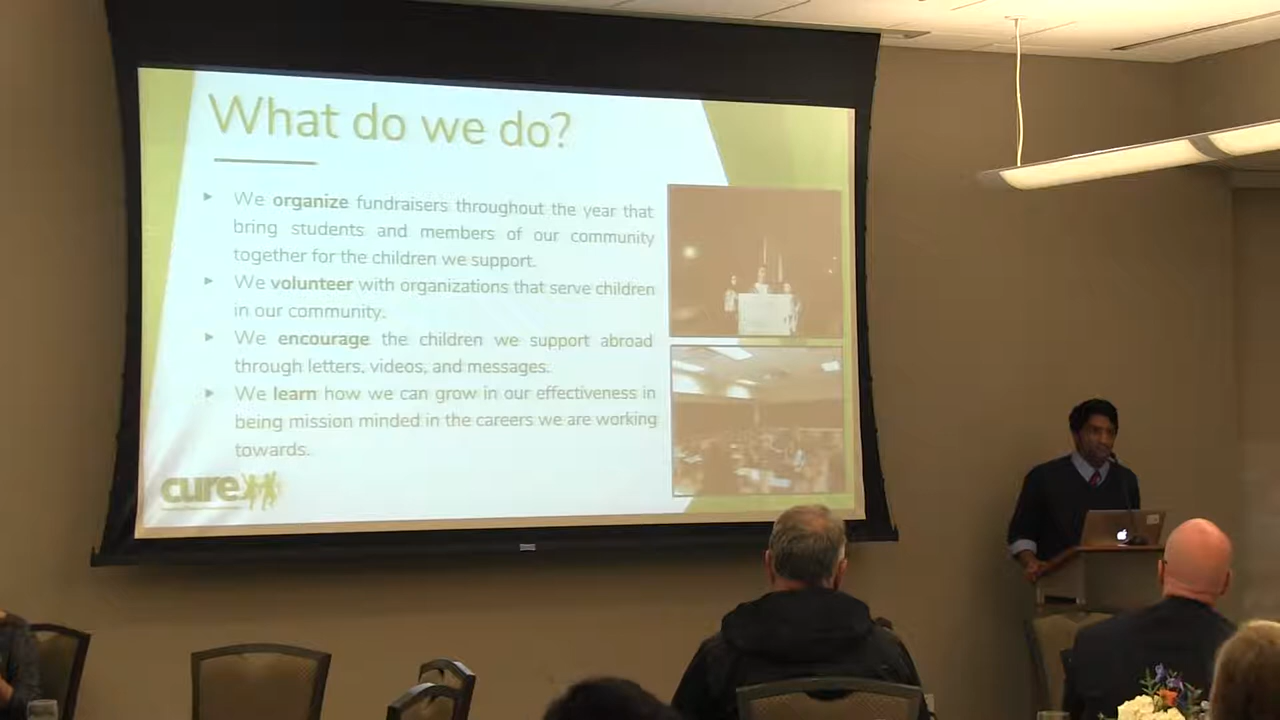 What do we do?
We organize fundraisers throughout the year that
bring students and members of our community
together for the children we support.
We volunteer with organizations that serve children
in our community.
We encourage the children we support abroad
through letters, videos, and messages.
We learn how we can grow in our effectiveness in
being mission minded in the careers we are working
towards.
cure